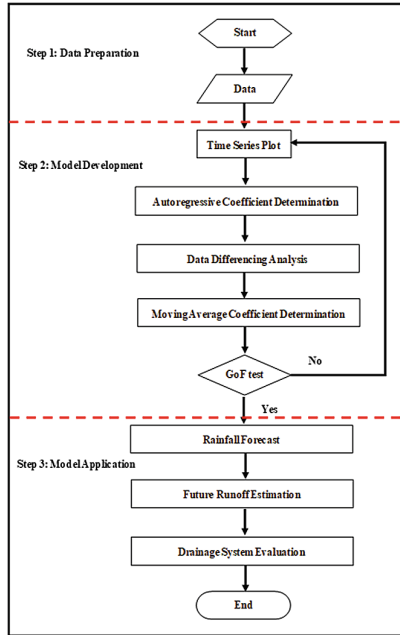 Start
Step 1: Data Preparation
Data
Time Series Plot
Step 2: Model Development
Autoregressive Coefficient Determination
Data Differencing Analysis
Moving Average Coefficient Determination
GoF test
No
Yes
Rainfall Forecast
Step 3: Model Application
Future Runoff Estimation
Drainage System Evaluation
End